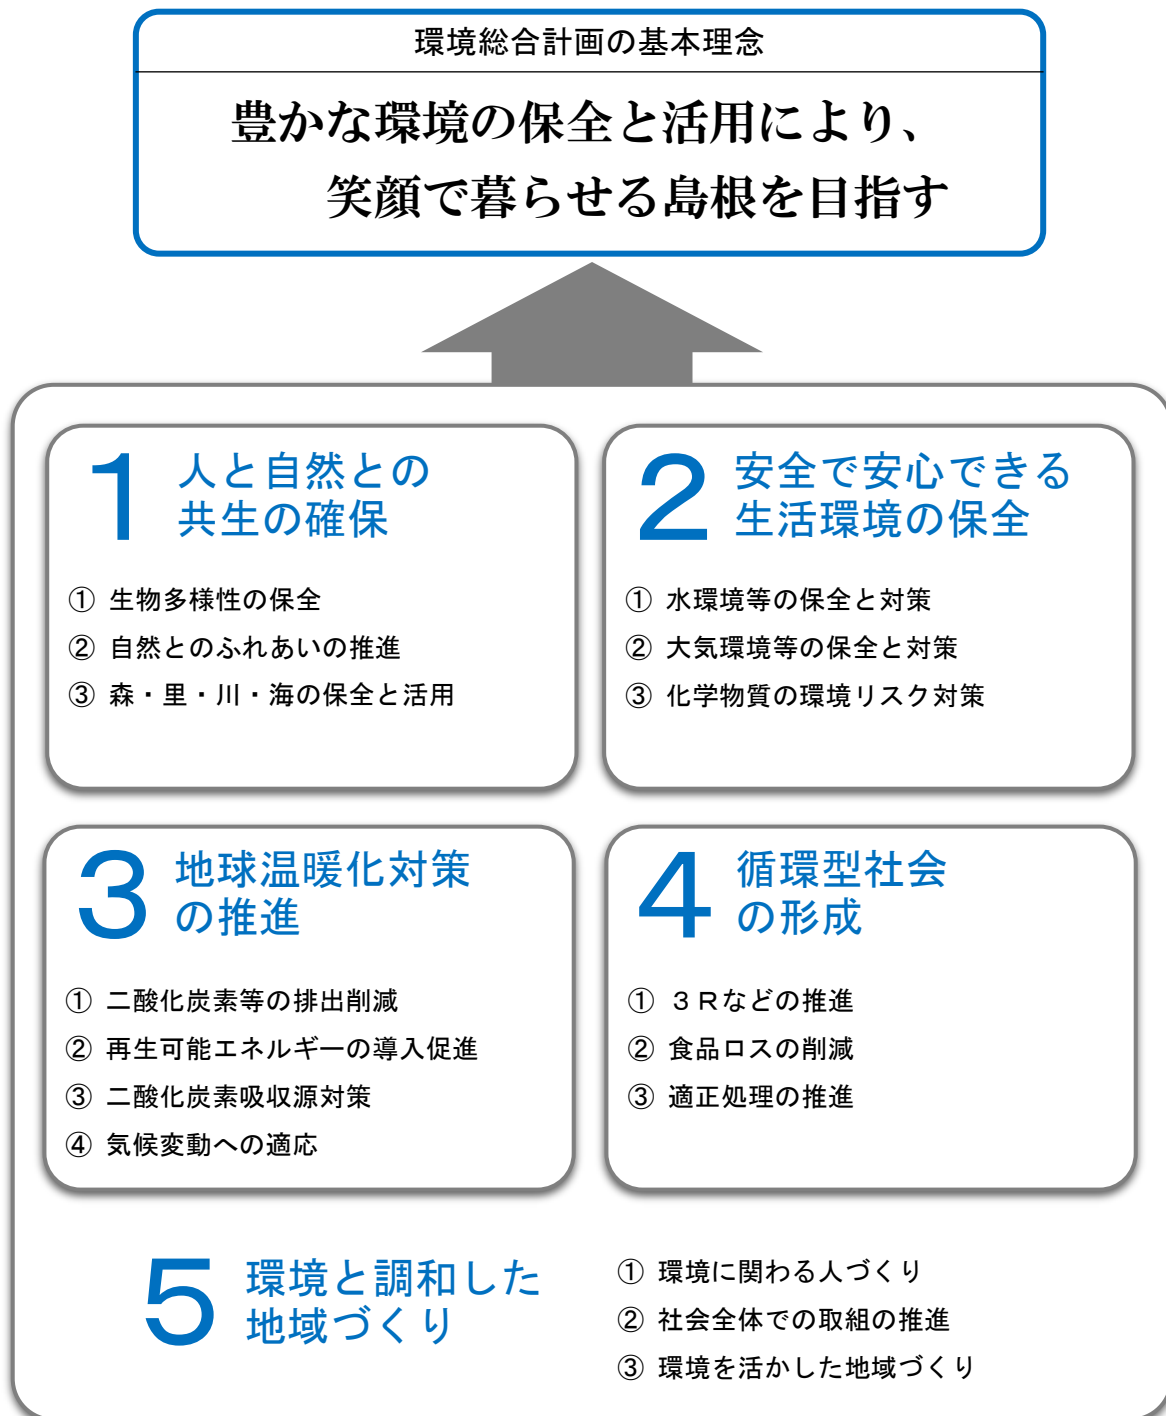 環境総合計画の基本理念
豊かな環境の保全と活用により、
笑顔で暮らせる島根を目指す
1
人と自然との
共生の確保
① 生物多様性の保全
② 自然とのふれあいの推進
③ 森・里・川・海の保全と活用
2
安全で安心できる
生活環境の保全
① 水環境等の保全と対策
② 大気環境等の保全と対策
③ 化学物質の環境リスク対策
3
地球温暖化対策
の推進
① 二酸化炭素等の排出削減
② 再生可能エネルギーの導入促進
③ 二酸化炭素吸収源対策
④ 気候変動への適応
4
循環型社会
の形成
① ３Ｒなどの推進
② 食品ロスの削減
③ 適正処理の推進
5
環境と調和した
地域づくり
① 環境に関わる人づくり
② 社会全体での取組の推進
③ 環境を活かした地域づくり